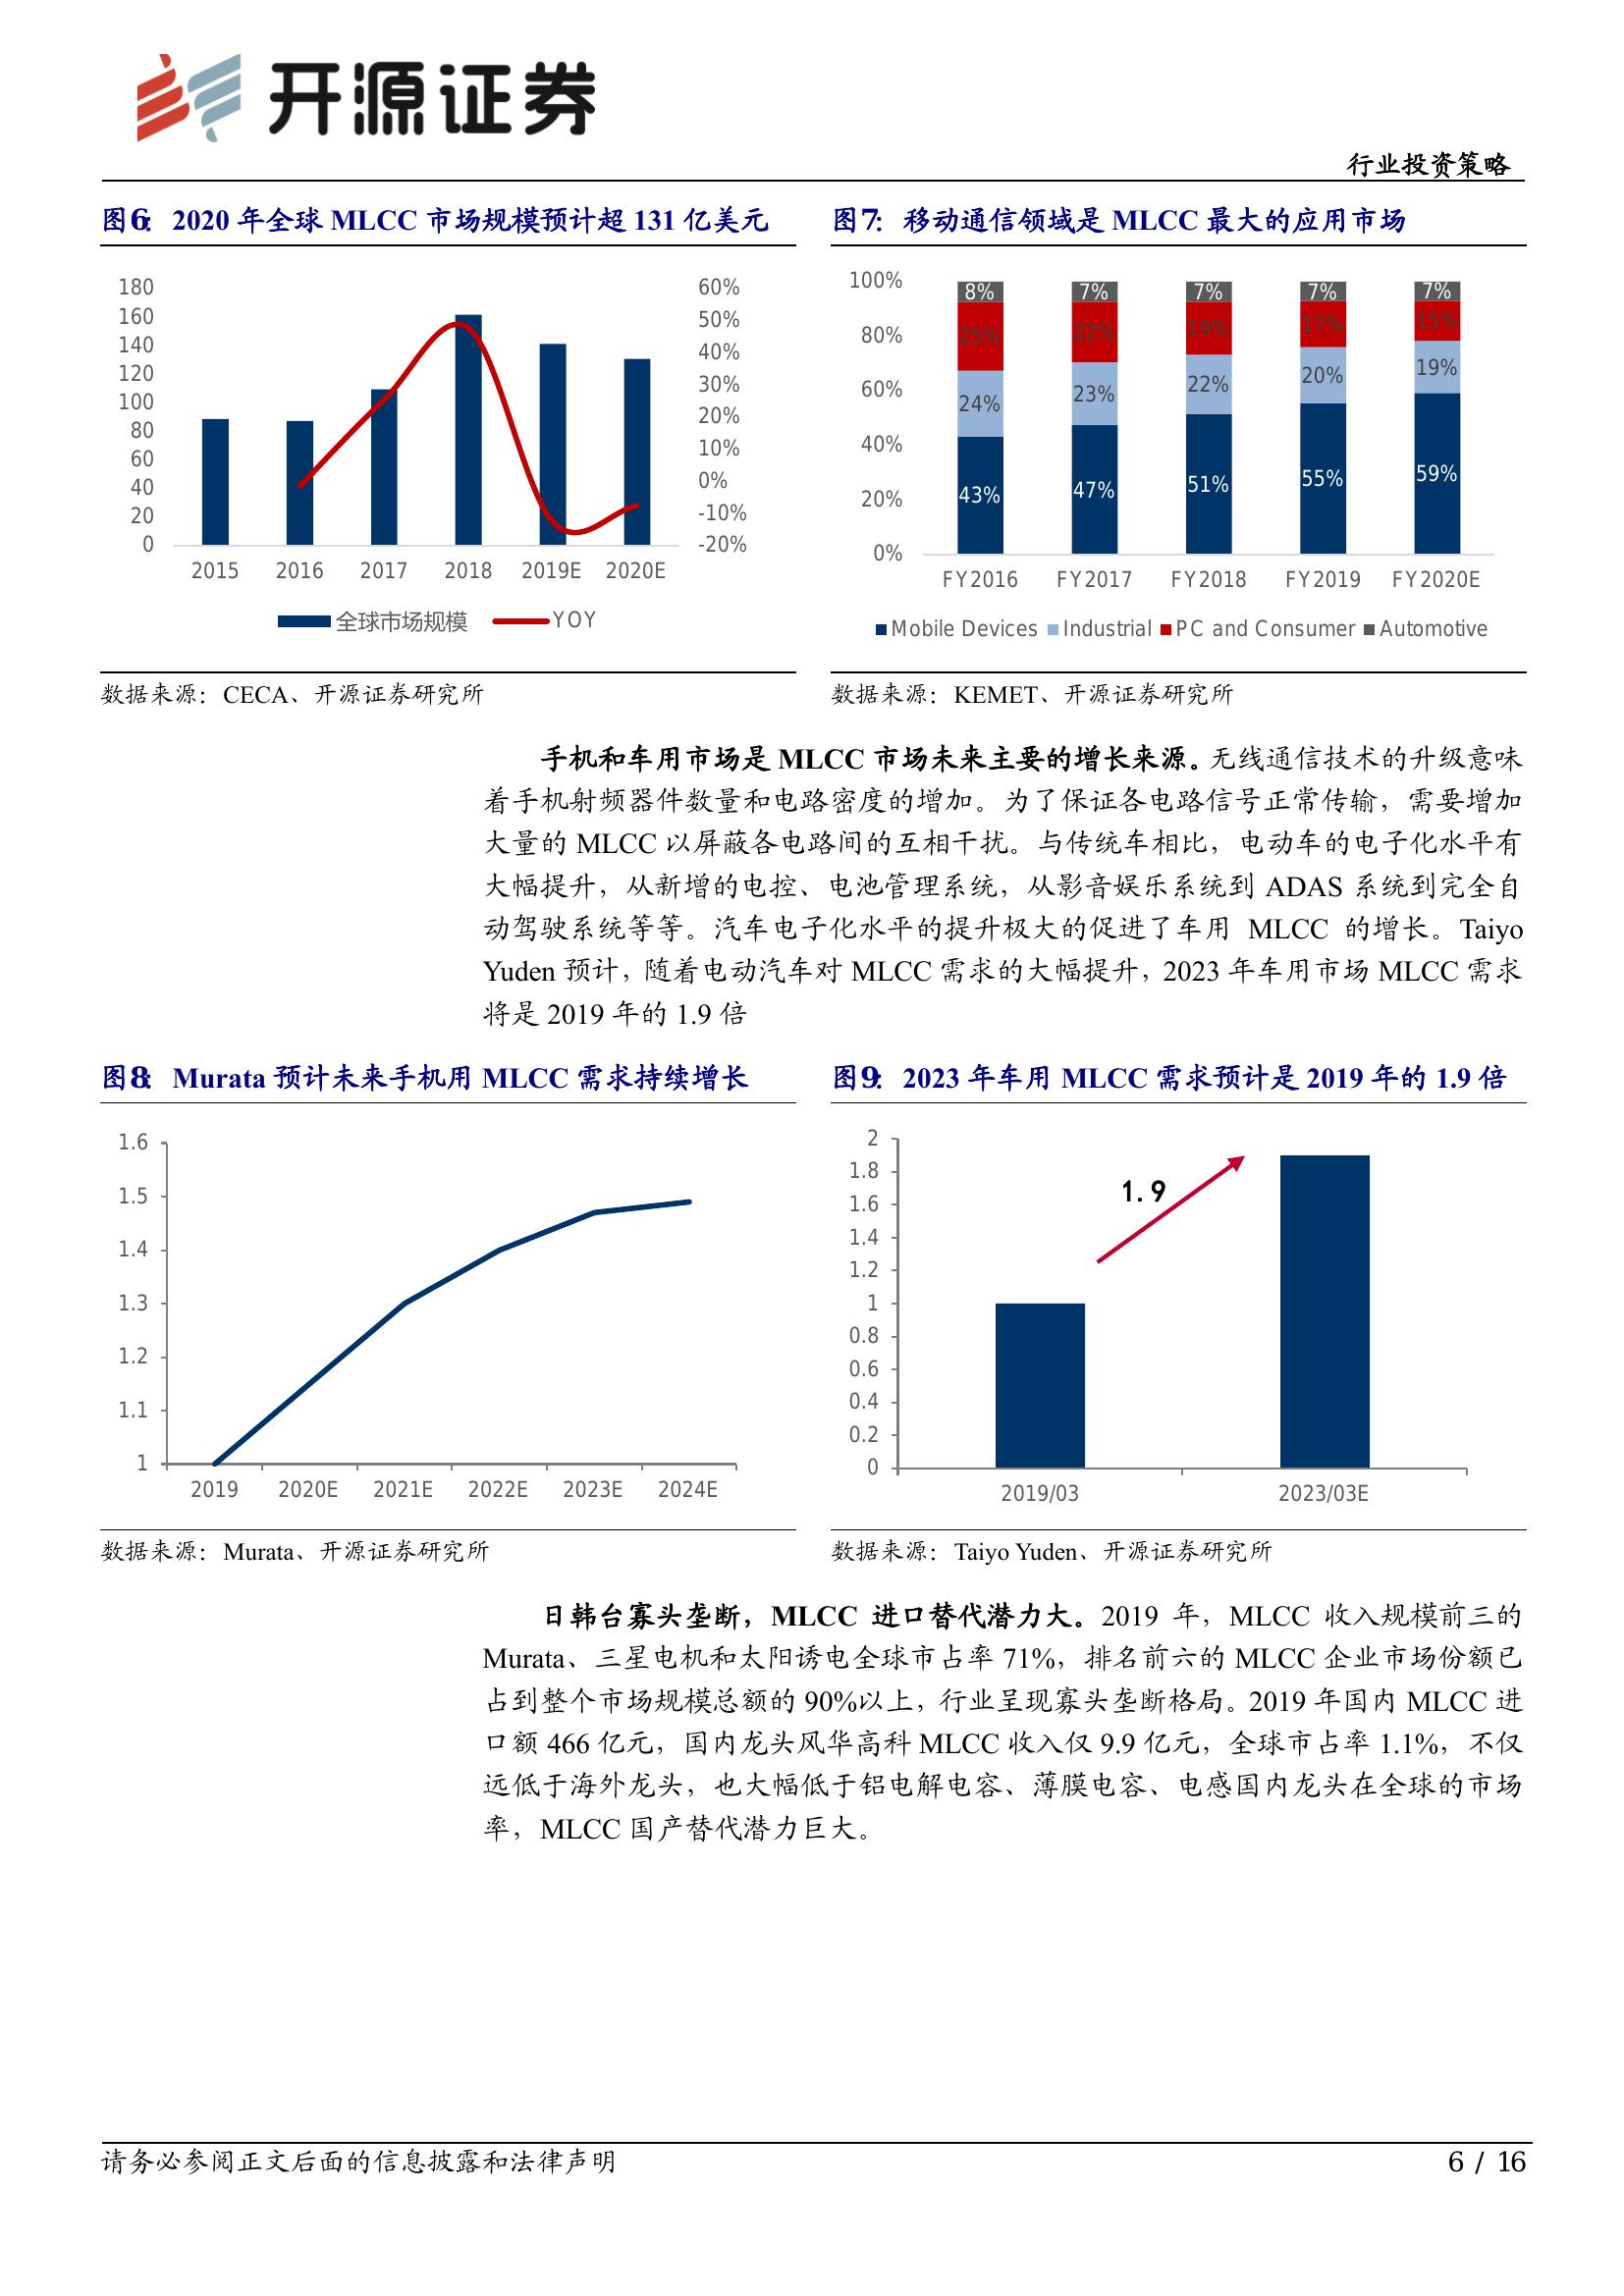 开源证券
行业投资策略
图6： 2020 年全球 MLCC 市场规模预计超 131 亿美元
180
160
140
120
100
80
60
40
20
0
60%
50%
40%
30%
20%
10%
0%
-10%
-20%
2015 2016 2017 2018 2019E 2020E
全球市场规模 YOY
数据来源：CECA、开源证券研究所
图7： 移动通信领域是 MLCC 最大的应用市场
100%
80%
60%
40%
20%
0%
8% 7% 7% 7% 7%
25% 22% 19% 17% 15%
24% 23% 22% 20% 19%
43% 47% 51% 55% 59%
FY2016 FY2017 FY2018 FY2019 FY2020E
Mobile Devices Industrial PC and Consumer Automotive
数据来源：KEMET、开源证券研究所
手机和车用市场是 MLCC 市场未来主要的增长来源。无线通信技术的升级意味
着手机射频器件数量和电路密度的增加。为了保证各电路信号正常传输，需要增加
大量的 MLCC 以屏蔽各电路间的互相干扰。与传统车相比，电动车的电子化水平有
大幅提升，从新增的电控、电池管理系统，从影音娱乐系统到 ADAS 系统到完全自
动驾驶系统等等。汽车电子化水平的提升极大的促进了车用 MLCC 的增长。Taiyo
Yuden 预计，随着电动汽车对 MLCC 需求的大幅提升，2023 年车用市场 MLCC 需求
将是 2019 年的 1.9 倍
图8： Murata 预计未来手机用 MLCC 需求持续增长
1.6
1.5
1.4
1.3
1.2
1.1
1
2019 2020E 2021E 2022E 2023E 2024E
数据来源：Murata、开源证券研究所
图9： 2023 年车用 MLCC 需求预计是 2019 年的 1.9 倍
2
1.8
1.6
1.4
1.2
1
0.8
0.6
0.4
0.2
0
1.9
2019/03 2023/03E
数据来源：Taiyo Yuden、开源证券研究所
日韩台寡头垄断，MLCC 进口替代潜力大。2019 年，MLCC 收入规模前三的
Murata、三星电机和太阳诱电全球市占率 71%，排名前六的 MLCC 企业市场份额已
占到整个市场规模总额的 90%以上，行业呈现寡头垄断格局。2019 年国内 MLCC 进
口额 466 亿元，国内龙头风华高科 MLCC 收入仅 9.9 亿元，全球市占率 1.1%，不仅
远低于海外龙头，也大幅低于铝电解电容、薄膜电容、电感国内龙头在全球的市场
率，MLCC 国产替代潜力巨大。
请务必参阅正文后面的信息披露和法律声明
6 / 16